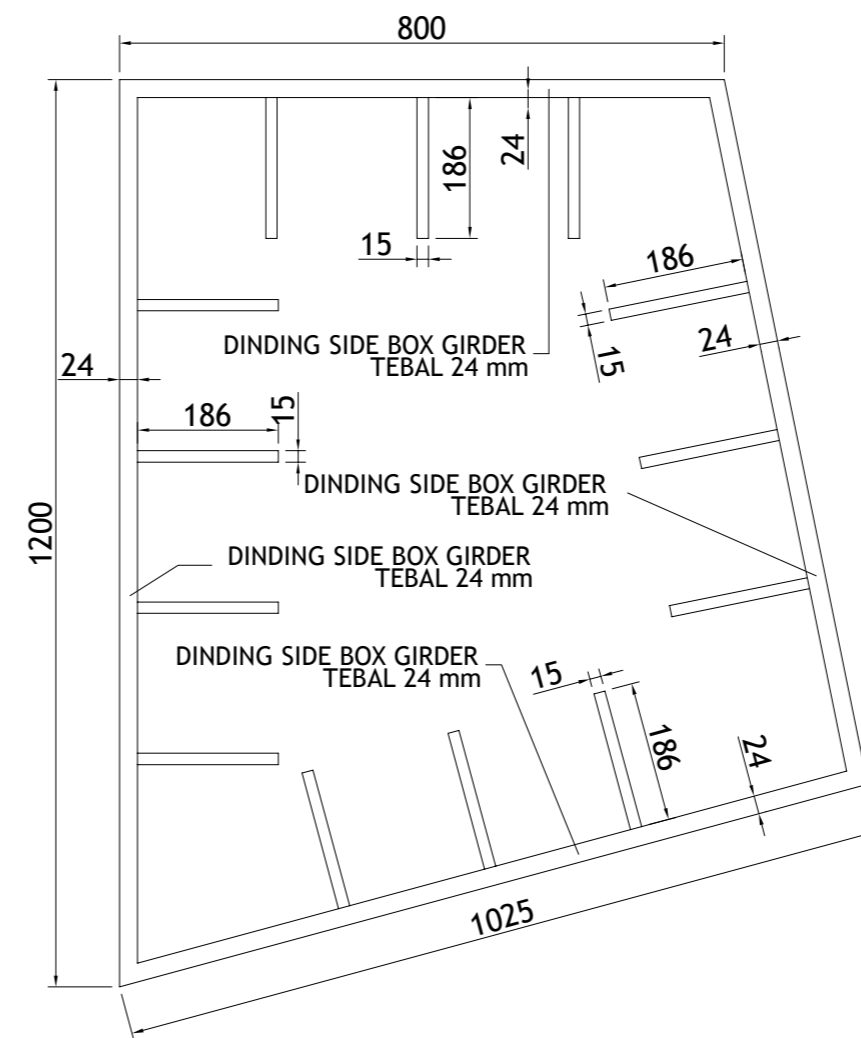 800
24
186
15
186
DINDING SIDE BOX GIRDER
TEBAL 24 mm
15
24
24
186
15
DINDING SIDE BOX GIRDER
TEBAL 24 mm
1200
DINDING SIDE BOX GIRDER
TEBAL 24 mm
DINDING SIDE BOX GIRDER
TEBAL 24 mm
15
186
24
1025